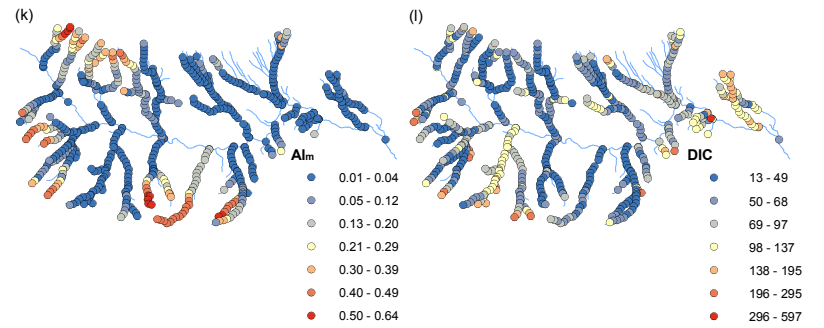 (k)
Alm
0.01 - 0.04
0.05 - 0.12
0.13 - 0.20
0.21 - 0.29
0.30 - 0.39
0.40 - 0.49
0.50 - 0.64
(l)
DIC
13 - 49
50 - 68
69 - 97
98 - 137
138 - 195
196 - 295
296 - 597